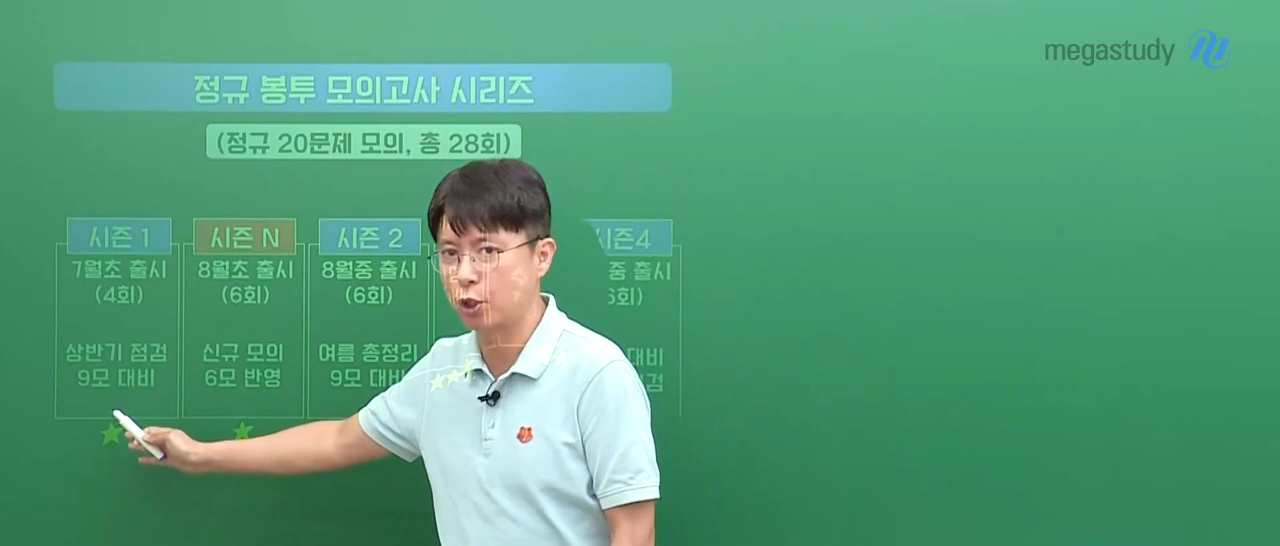 megastudy
정규 봉투 모의고사 시리즈
(정규 20문제 모의, 총 28회)
시즌 1
7월초 출시
(4회)
상반기 점검
9모 대비
시즌 N
8월초 출시
(6회)
신규 모의
6모 반영
시즌 2
8월중 출시
(6회)
여름 총정리
9모 대비
시즌4
출시
대비